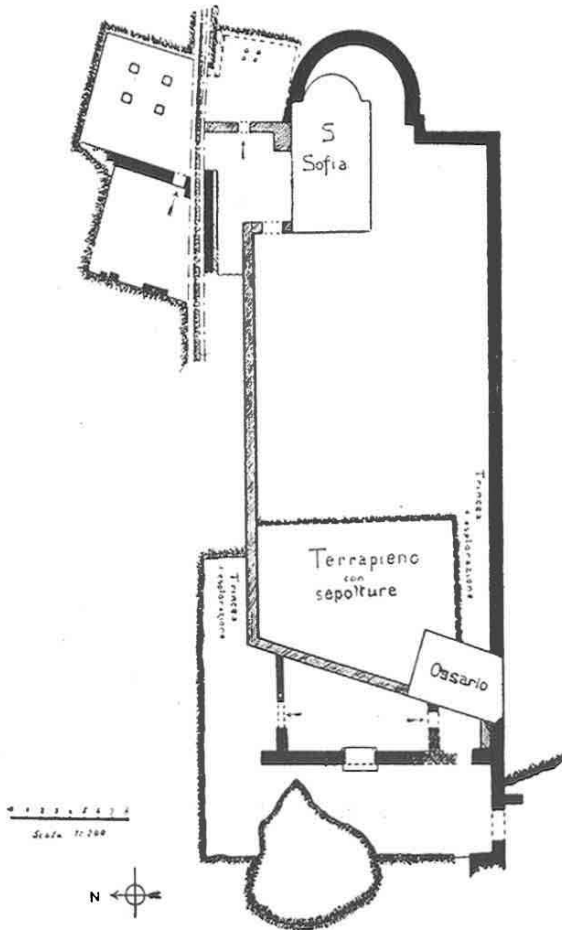 S
Sofia
Trincea
Terrapieno
con
sepolture
Trincea
Ossario
Scala 1:200
N